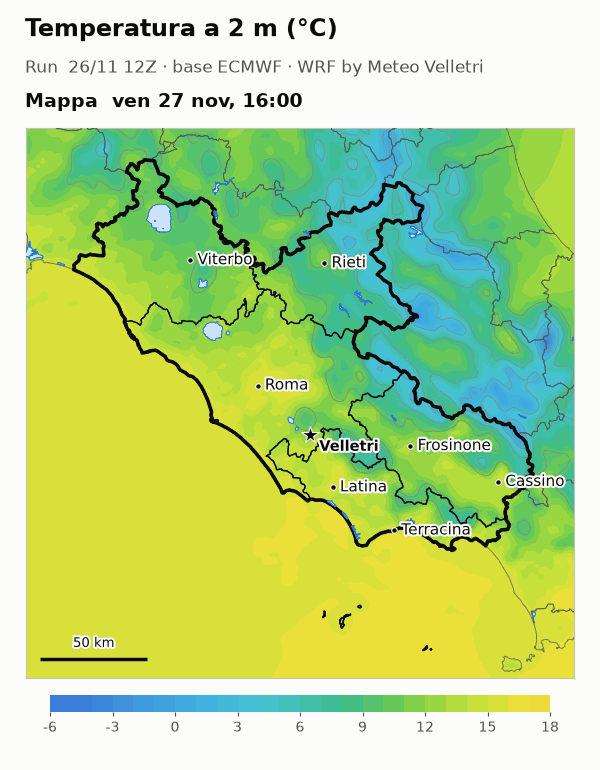 Temperatura a 2 m (°C)
Run 26/11 12Z · base ECMWF · WRF by Meteo Velletri
Mappa ven 27 nov, 16:00
Viterbo
Rieti
Roma
Velletri
Frosinone
Latina
Cassino
Terracina
50 km
-6 -3 0 3 6 9 12 15 18